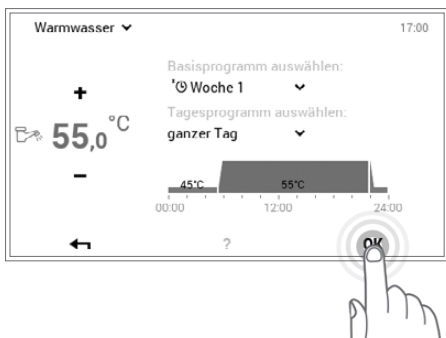 Warmwasser
17:00
Basisprogramm auswählen:
Woche 1
+
55,0 °C
Tagesprogramm auswählen:
ganzer Tag
−
45°C
55°C
00:00
12:00
24:00
?
OK